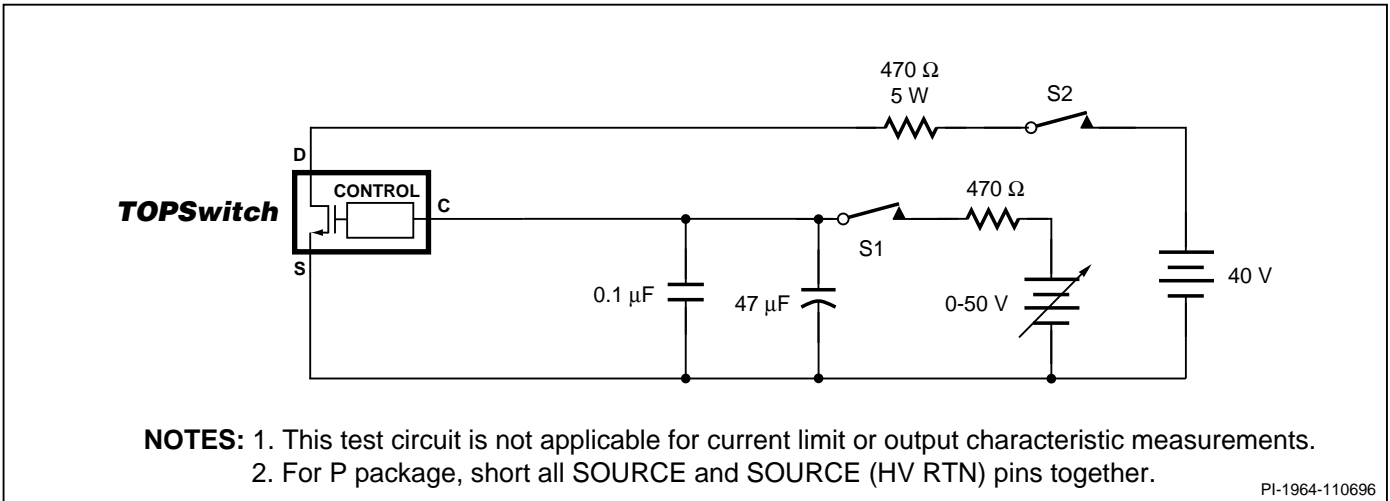 470 Ω
5 W
S2
D
CONTROL
TOPSwitch
C
470 Ω
S1
S
0.1 μF
47 μF
0-50 V
40 V
NOTES: 1. This test circuit is not applicable for current limit or output characteristic measurements.
2. For P package, short all SOURCE and SOURCE (HV RTN) pins together.
PI-1964-110696